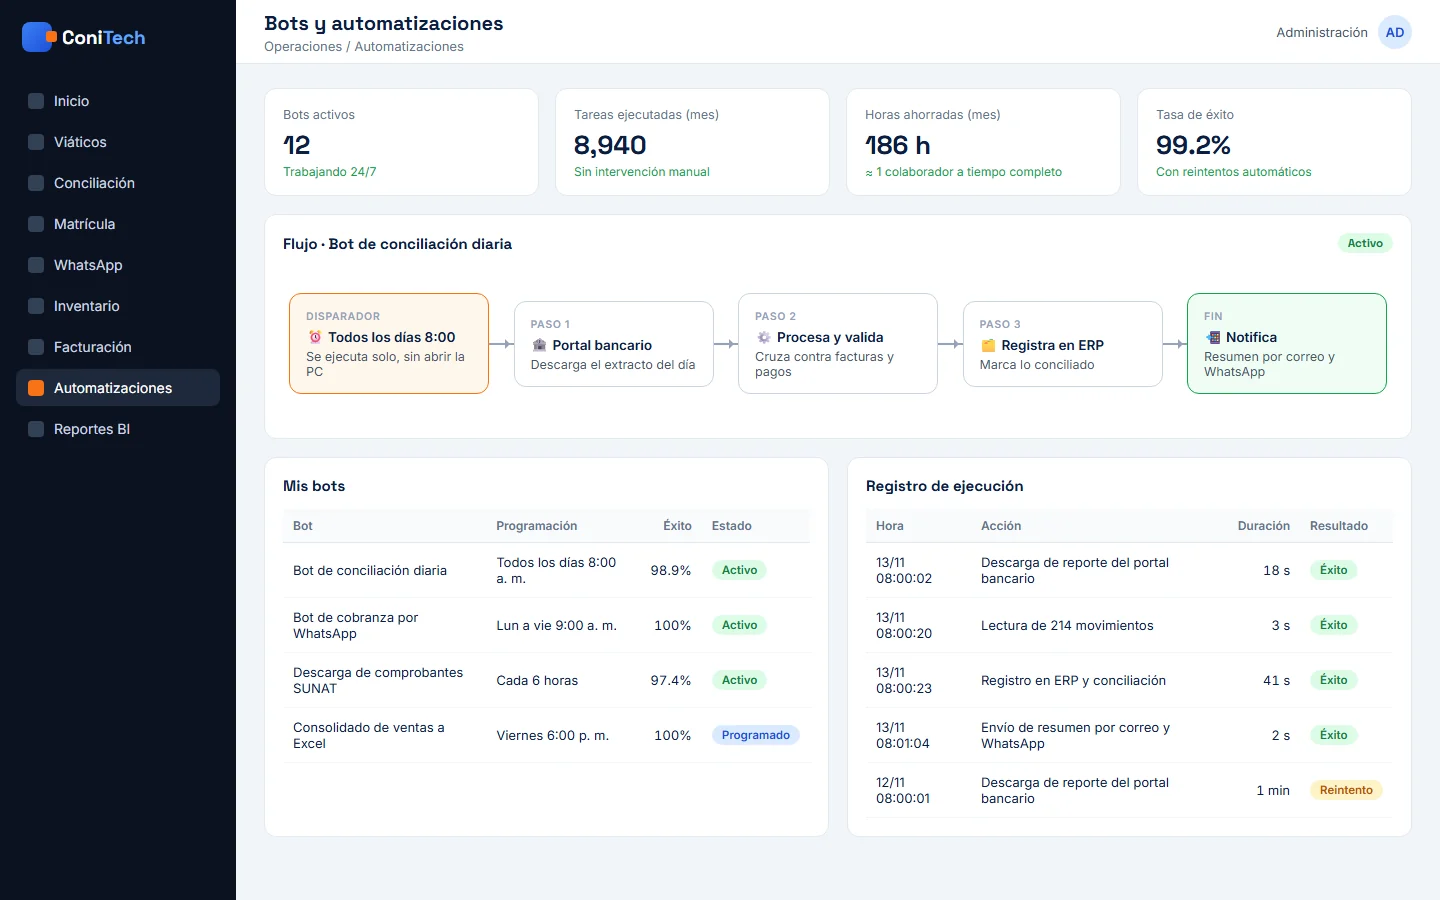 ConiTech
Inicio
Viáticos
Conciliación
Matrícula
WhatsApp
Inventario
Facturación
Automatizaciones
Reportes BI
Bots y automatizaciones
Operaciones / Automatizaciones
Administración
AD
Bots activos
12
Trabajando 24/7
Tareas ejecutadas (mes)
8,940
Sin intervención manual
Horas ahorradas (mes)
186 h
≈ 1 colaborador a tiempo completo
Tasa de éxito
99.2%
Con reintentos automáticos
Flujo · Bot de conciliación diaria
Activo
DISPARADOR
⏰ Todos los días 8:00
Se ejecuta solo, sin abrir la
PC
PASO 1
🏦 Portal bancario
Descarga el extracto del día
PASO 2
⚙️ Procesa y valida
Cruza contra facturas y
pagos
PASO 3
🗂️ Registra en ERP
Marca lo conciliado
FIN
📲 Notifica
Resumen por correo y
WhatsApp
Mis bots
Bot Programación Éxito Estado
Bot de conciliación diaria
Todos los días 8:00
a. m.
98.9%
Activo
Bot de cobranza por
WhatsApp
Lun a vie 9:00 a. m.
100%
Activo
Descarga de comprobantes
SUNAT
Cada 6 horas
97.4%
Activo
Consolidado de ventas a
Excel
Viernes 6:00 p. m.
100%
Programado
Registro de ejecución
Hora Acción Duración Resultado
13/11
08:00:02
Descarga de reporte del portal
bancario
18 s
Éxito
13/11
08:00:20
Lectura de 214 movimientos
3 s
Éxito
13/11
08:00:23
Registro en ERP y conciliación
41 s
Éxito
13/11
08:01:04
Envío de resumen por correo y
WhatsApp
2 s
Éxito
12/11
08:00:01
Descarga de reporte del portal
bancario
1 min
Reintento